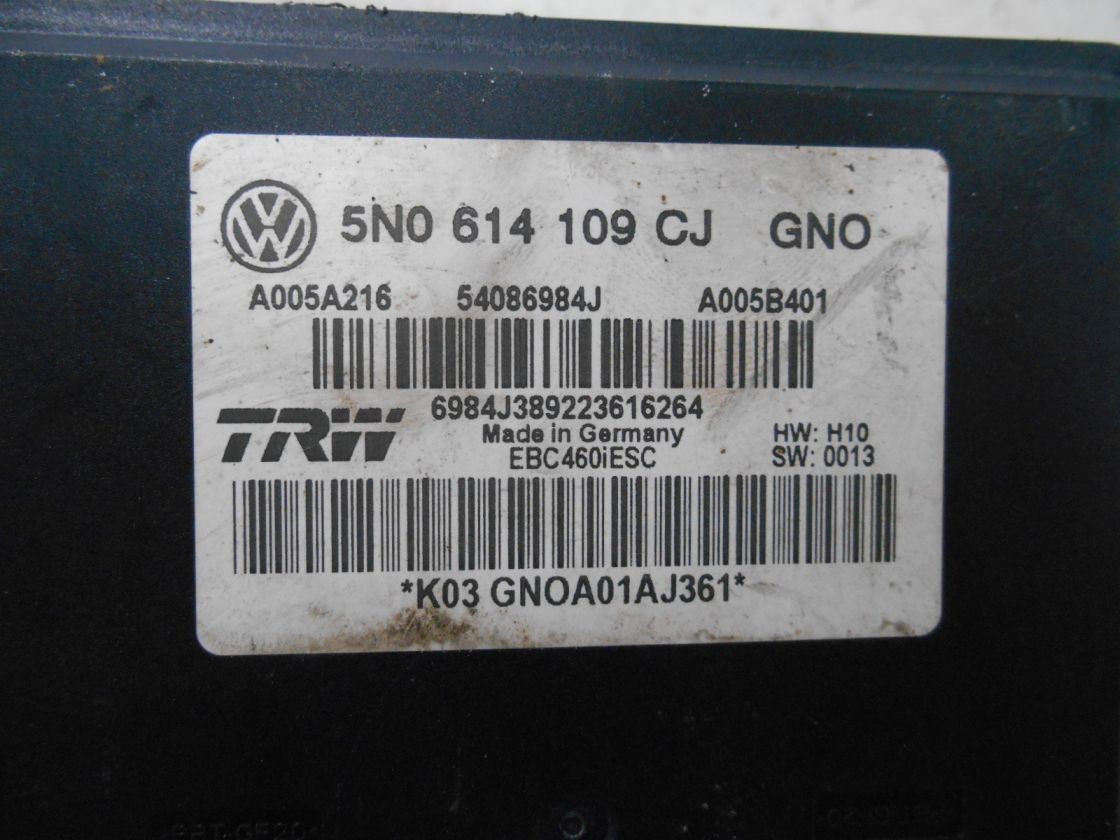 5N0 614 109 CJ GNO
A005A216 54086984J A005B401
6984J389223616264
TRW
Made in Germany
HW: H10
EBC460iESC
SW: 0013
*K03 GNOA01AJ361*